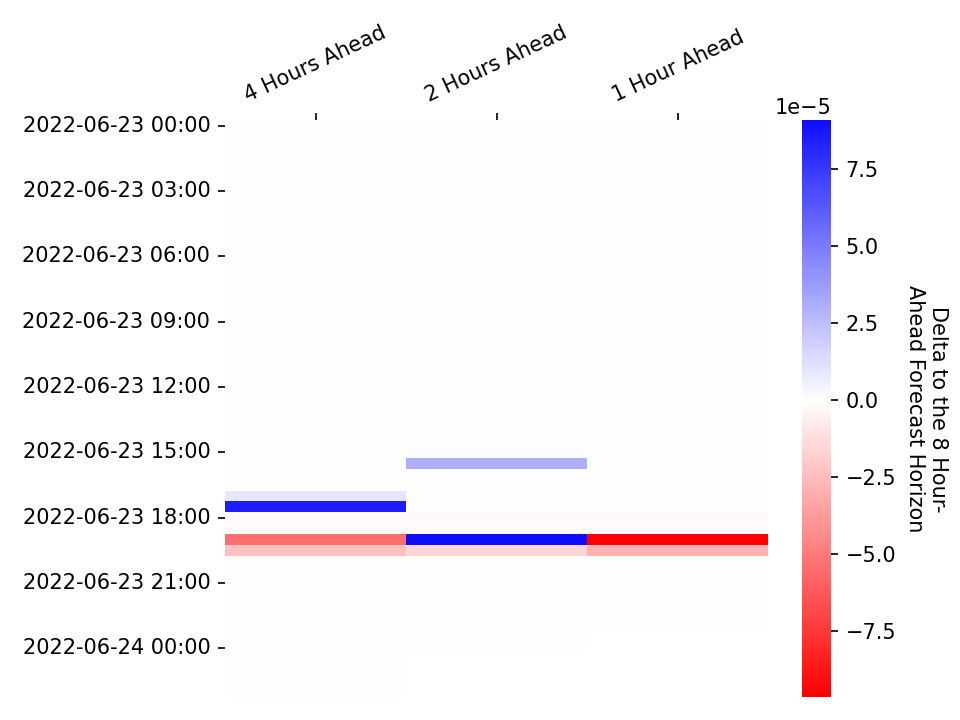 4 Hours Ahead
2 Hours Ahead
1 Hour Ahead
1e−5
2022-06-23 00:00
2022-06-23 03:00
2022-06-23 06:00
2022-06-23 09:00
2022-06-23 12:00
2022-06-23 15:00
2022-06-23 18:00
2022-06-23 21:00
2022-06-24 00:00
7.5
5.0
2.5
0.0
−2.5
−5.0
−7.5
Delta to the 8 Hour-
Ahead Forecast Horizon